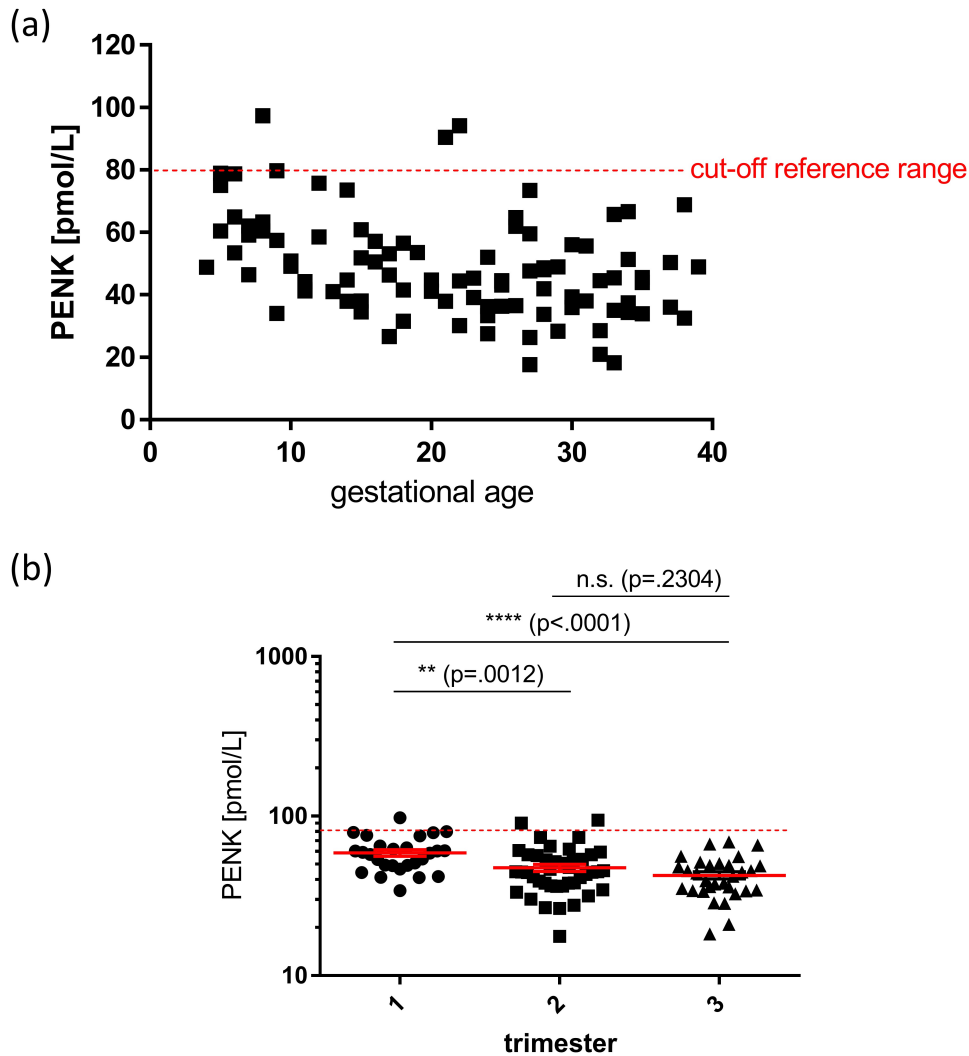 (a)
120
100
80
60
40
20
0
PENK [pmol/L]
cut-off reference range
0 10 20 30 40
gestational age
(b)
n.s. (p=.2304)
**** (p<.0001)
** (p=.0012)
1000
100
10
PENK [pmol/L]
1 2 3
trimester